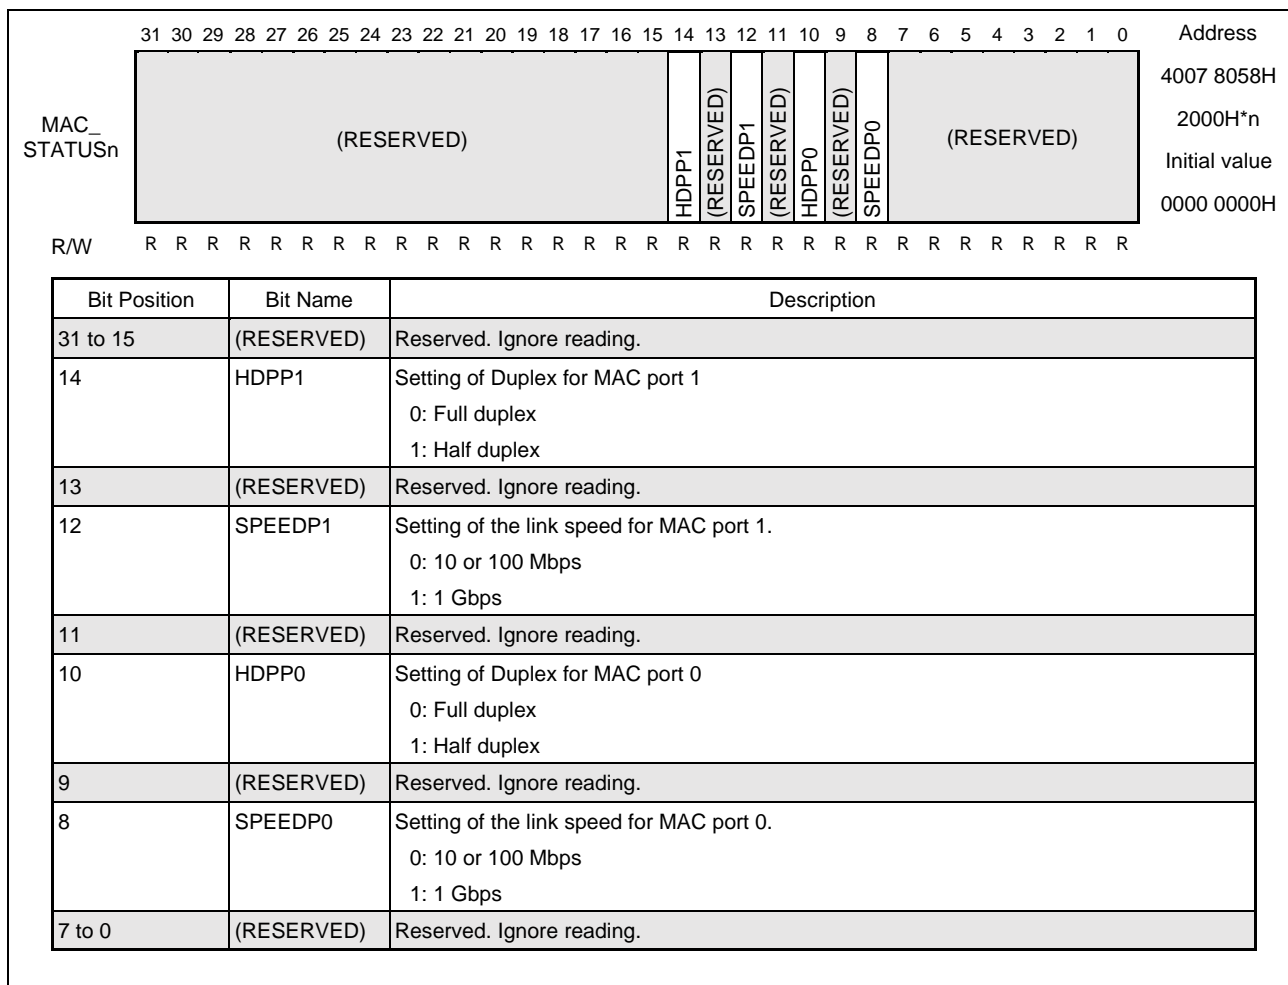 31 30 29 28 27 26 25 24 23 22 21 20 19 18 17 16 15 14 13 12 11 10 9 8 7 6 5 4 3 2 1 0 Address
4007 8058H
2000H*n
Initial value
0000 0000H
MAC_
STATUSn
(RESERVED)
HDPP1
(RESERVED)
SPEEDP1
(RESERVED)
HDPP0
(RESERVED)
SPEEDP0
(RESERVED)
R/W R R R R R R R R R R R R R R R R R R R R R R R R R R R R R R R R
Bit Position Bit Name Description
31 to 15 (RESERVED) Reserved. Ignore reading.
14 HDPP1 Setting of Duplex for MAC port 1
0: Full duplex
1: Half duplex
13 (RESERVED) Reserved. Ignore reading.
12 SPEEDP1 Setting of the link speed for MAC port 1.
0: 10 or 100 Mbps
1: 1 Gbps
11 (RESERVED) Reserved. Ignore reading.
10 HDPP0 Setting of Duplex for MAC port 0
0: Full duplex
1: Half duplex
9 (RESERVED) Reserved. Ignore reading.
8 SPEEDP0 Setting of the link speed for MAC port 0.
0: 10 or 100 Mbps
1: 1 Gbps
7 to 0 (RESERVED) Reserved. Ignore reading.